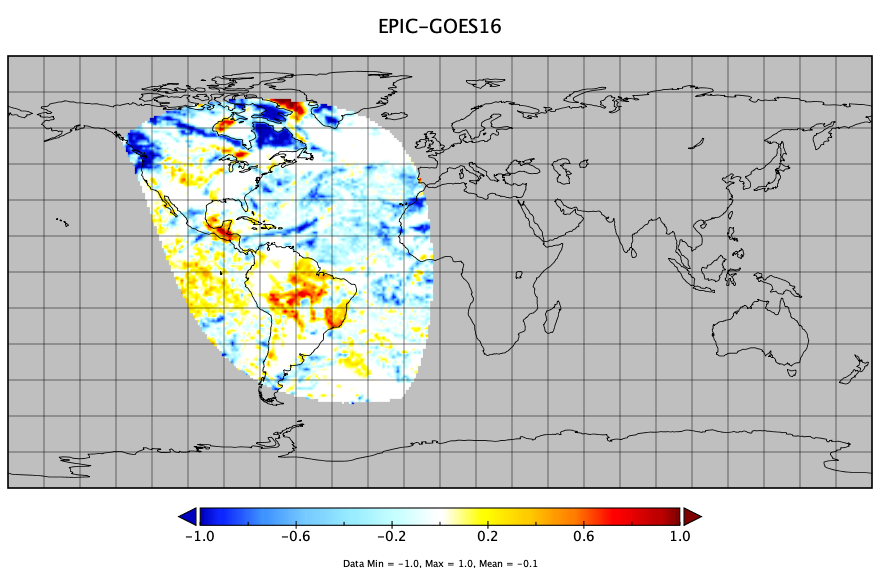 EPIC−GOES16
−1.0 −0.6 −0.2 0.2 0.6 1.0
Data Min = −1.0, Max = 1.0, Mean = −0.1